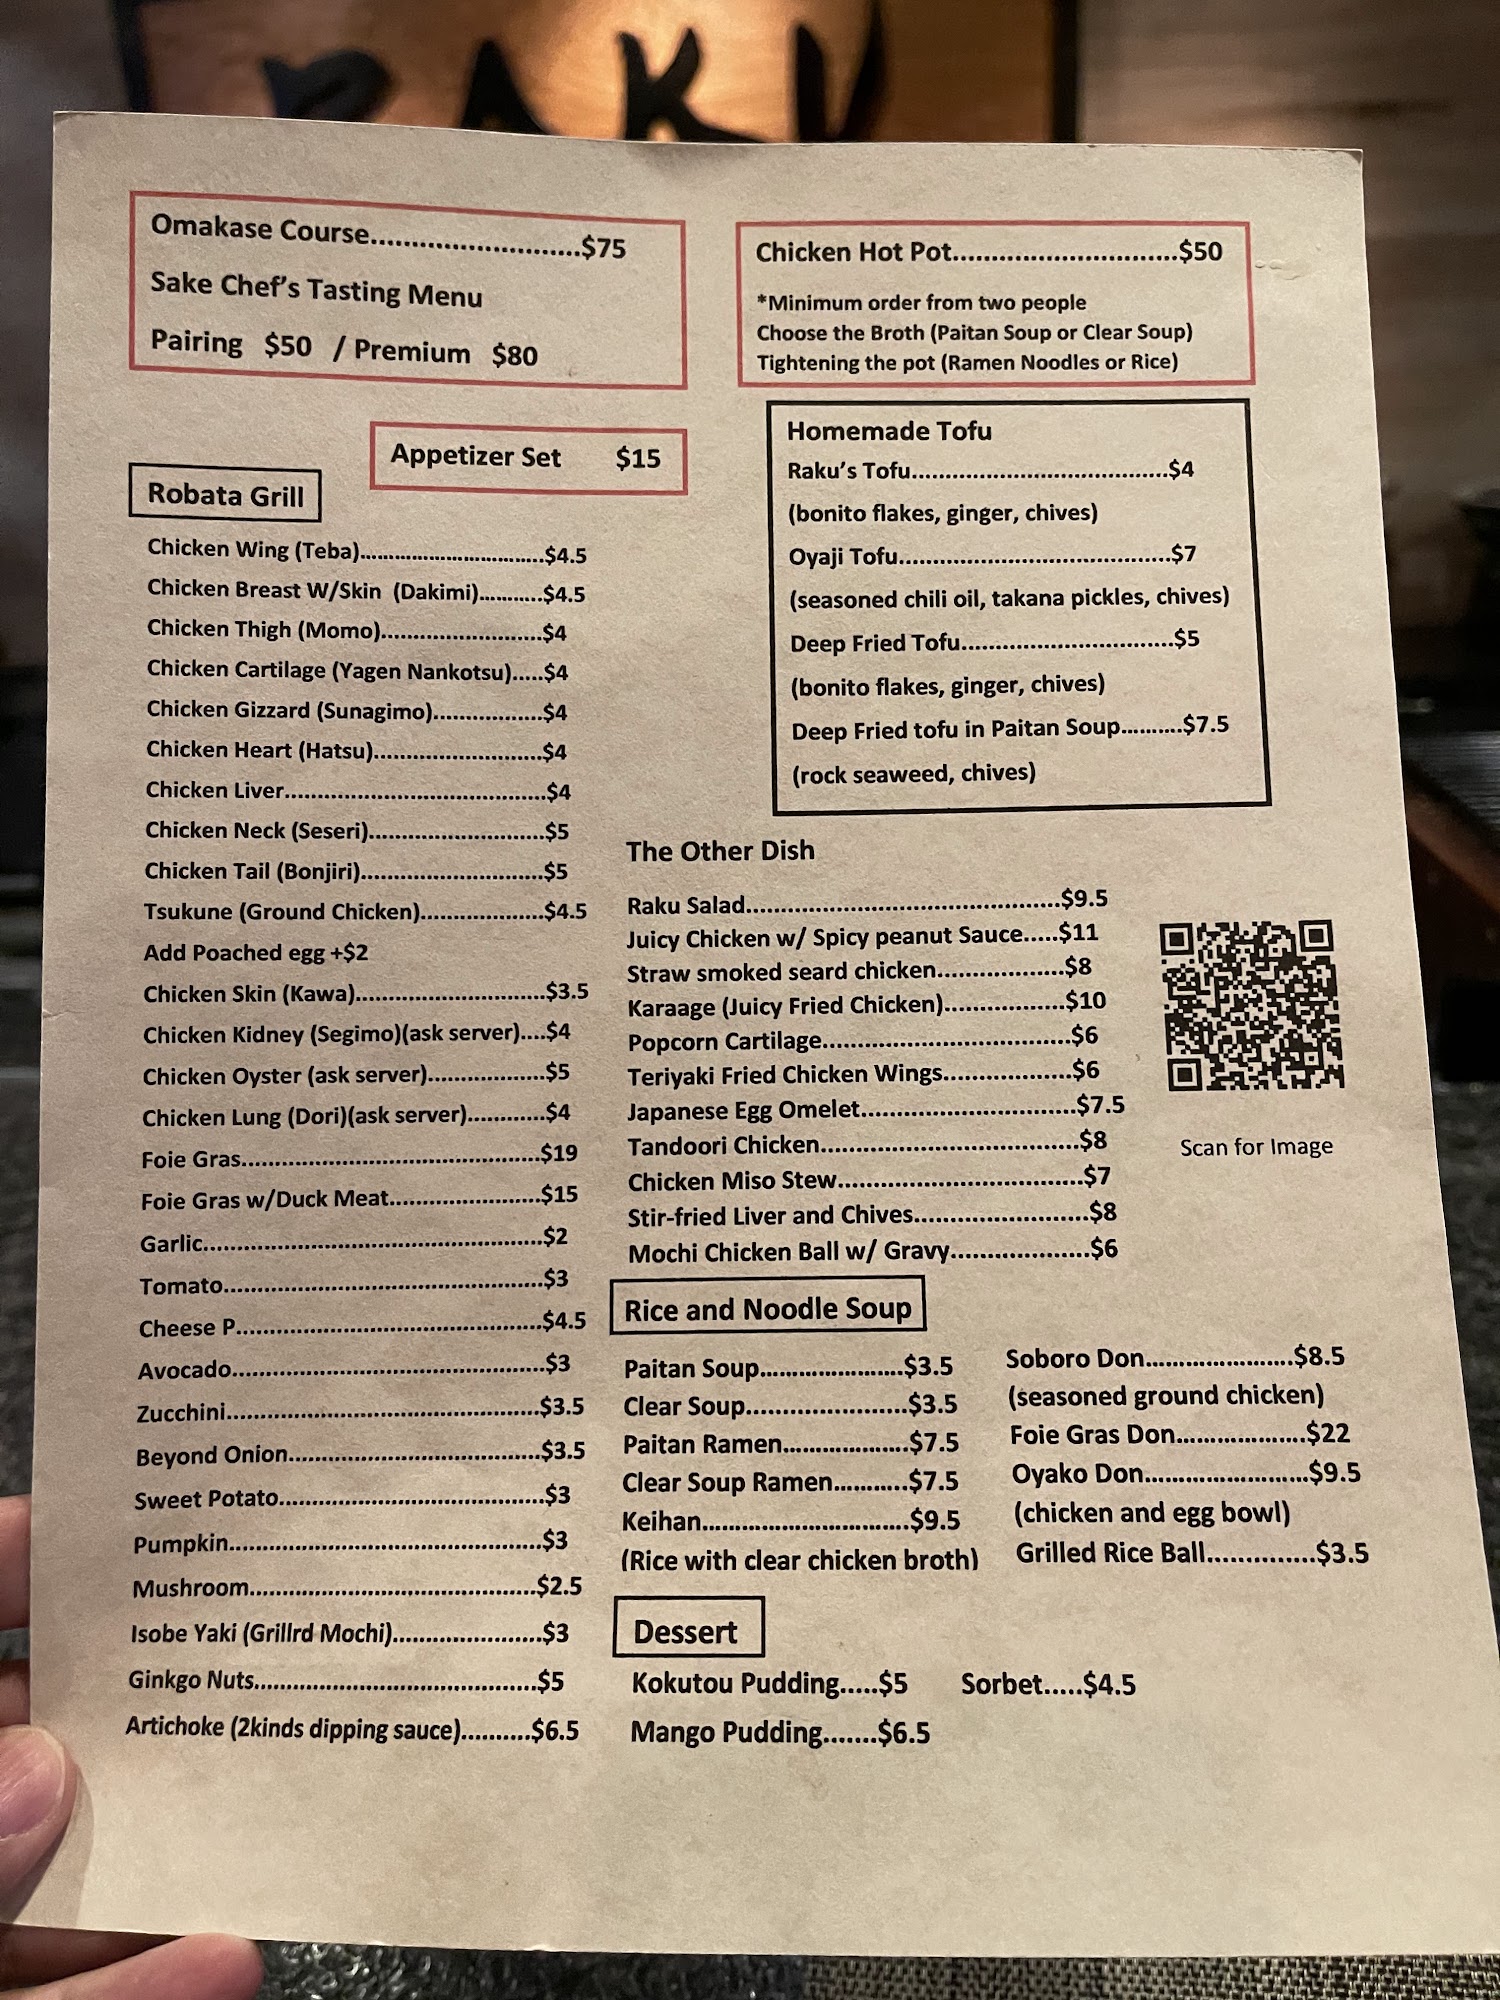 RAKU
Omakase Course............................$75
Sake Chef's Tasting Menu
Pairing $50 / Premium $80
Chicken Hot Pot............................$50
*Minimum order from two people
Choose the Broth (Paitan Soup or Clear Soup)
Tightening the pot (Ramen Noodles or Rice)
Appetizer Set $15
Homemade Tofu
Raku's Tofu....................................$4
(bonito flakes, ginger, chives)
Oyaji Tofu......................................$7
(seasoned chili oil, takana pickles, chives)
Deep Fried Tofu..............................$5
(bonito flakes, ginger, chives)
Deep Fried tofu in Paitan Soup..........$7.5
(rock seaweed, chives)
Robata Grill
Chicken Wing (Teba)..............................$4.5
Chicken Breast W/Skin (Dakimi)...........$4.5
Chicken Thigh (Momo)........................$4
Chicken Cartilage (Yagen Nankotsu).....$4
Chicken Gizzard (Sunagimo).................$4
Chicken Heart (Hatsu).........................$4
Chicken Liver.......................................$4
Chicken Neck (Seseri)..........................$5
Chicken Tail (Bonjiri)...........................$5
Tsukune (Ground Chicken)...................$4.5
Add Poached egg +$2
Chicken Skin (Kawa)............................$3.5
Chicken Kidney (Segimo)(ask server)....$4
Chicken Oyster (ask server)..................$5
Chicken Lung (Dori)(ask server)............$4
Foie Gras.............................................$19
Foie Gras w/Duck Meat.......................$15
Garlic..................................................$2
Tomato................................................$3
Cheese P..............................................$4.5
Avocado...............................................$3
Zucchini...............................................$3.5
Beyond Onion......................................$3.5
Sweet Potato........................................$3
Pumpkin...............................................$3
Mushroom...........................................$2.5
Isobe Yaki (Grillrd Mochi)......................$3
Ginkgo Nuts..........................................$5
Artichoke (2kinds dipping sauce)..........$6.5
The Other Dish
Raku Salad.............................................$9.5
Juicy Chicken w/ Spicy peanut Sauce.....$11
Straw smoked seard chicken..................$8
Karaage (Juicy Fried Chicken).................$10
Popcorn Cartilage...................................$6
Teriyaki Fried Chicken Wings...................$6
Japanese Egg Omelet...............................$7.5
Tandoori Chicken.....................................$8
Chicken Miso Stew...................................$7
Stir-fried Liver and Chives.........................$8
Mochi Chicken Ball w/ Gravy....................$6
Scan for Image
Rice and Noodle Soup
Paitan Soup.....................$3.5
Clear Soup.......................$3.5
Paitan Ramen...................$7.5
Clear Soup Ramen...........$7.5
Keihan...............................$9.5
(Rice with clear chicken broth)
Soboro Don......................$8.5
(seasoned ground chicken)
Foie Gras Don...................$22
Oyako Don........................$9.5
(chicken and egg bowl)
Grilled Rice Ball..............$3.5
Dessert
Kokutou Pudding.....$5 Sorbet.....$4.5
Mango Pudding.......$6.5